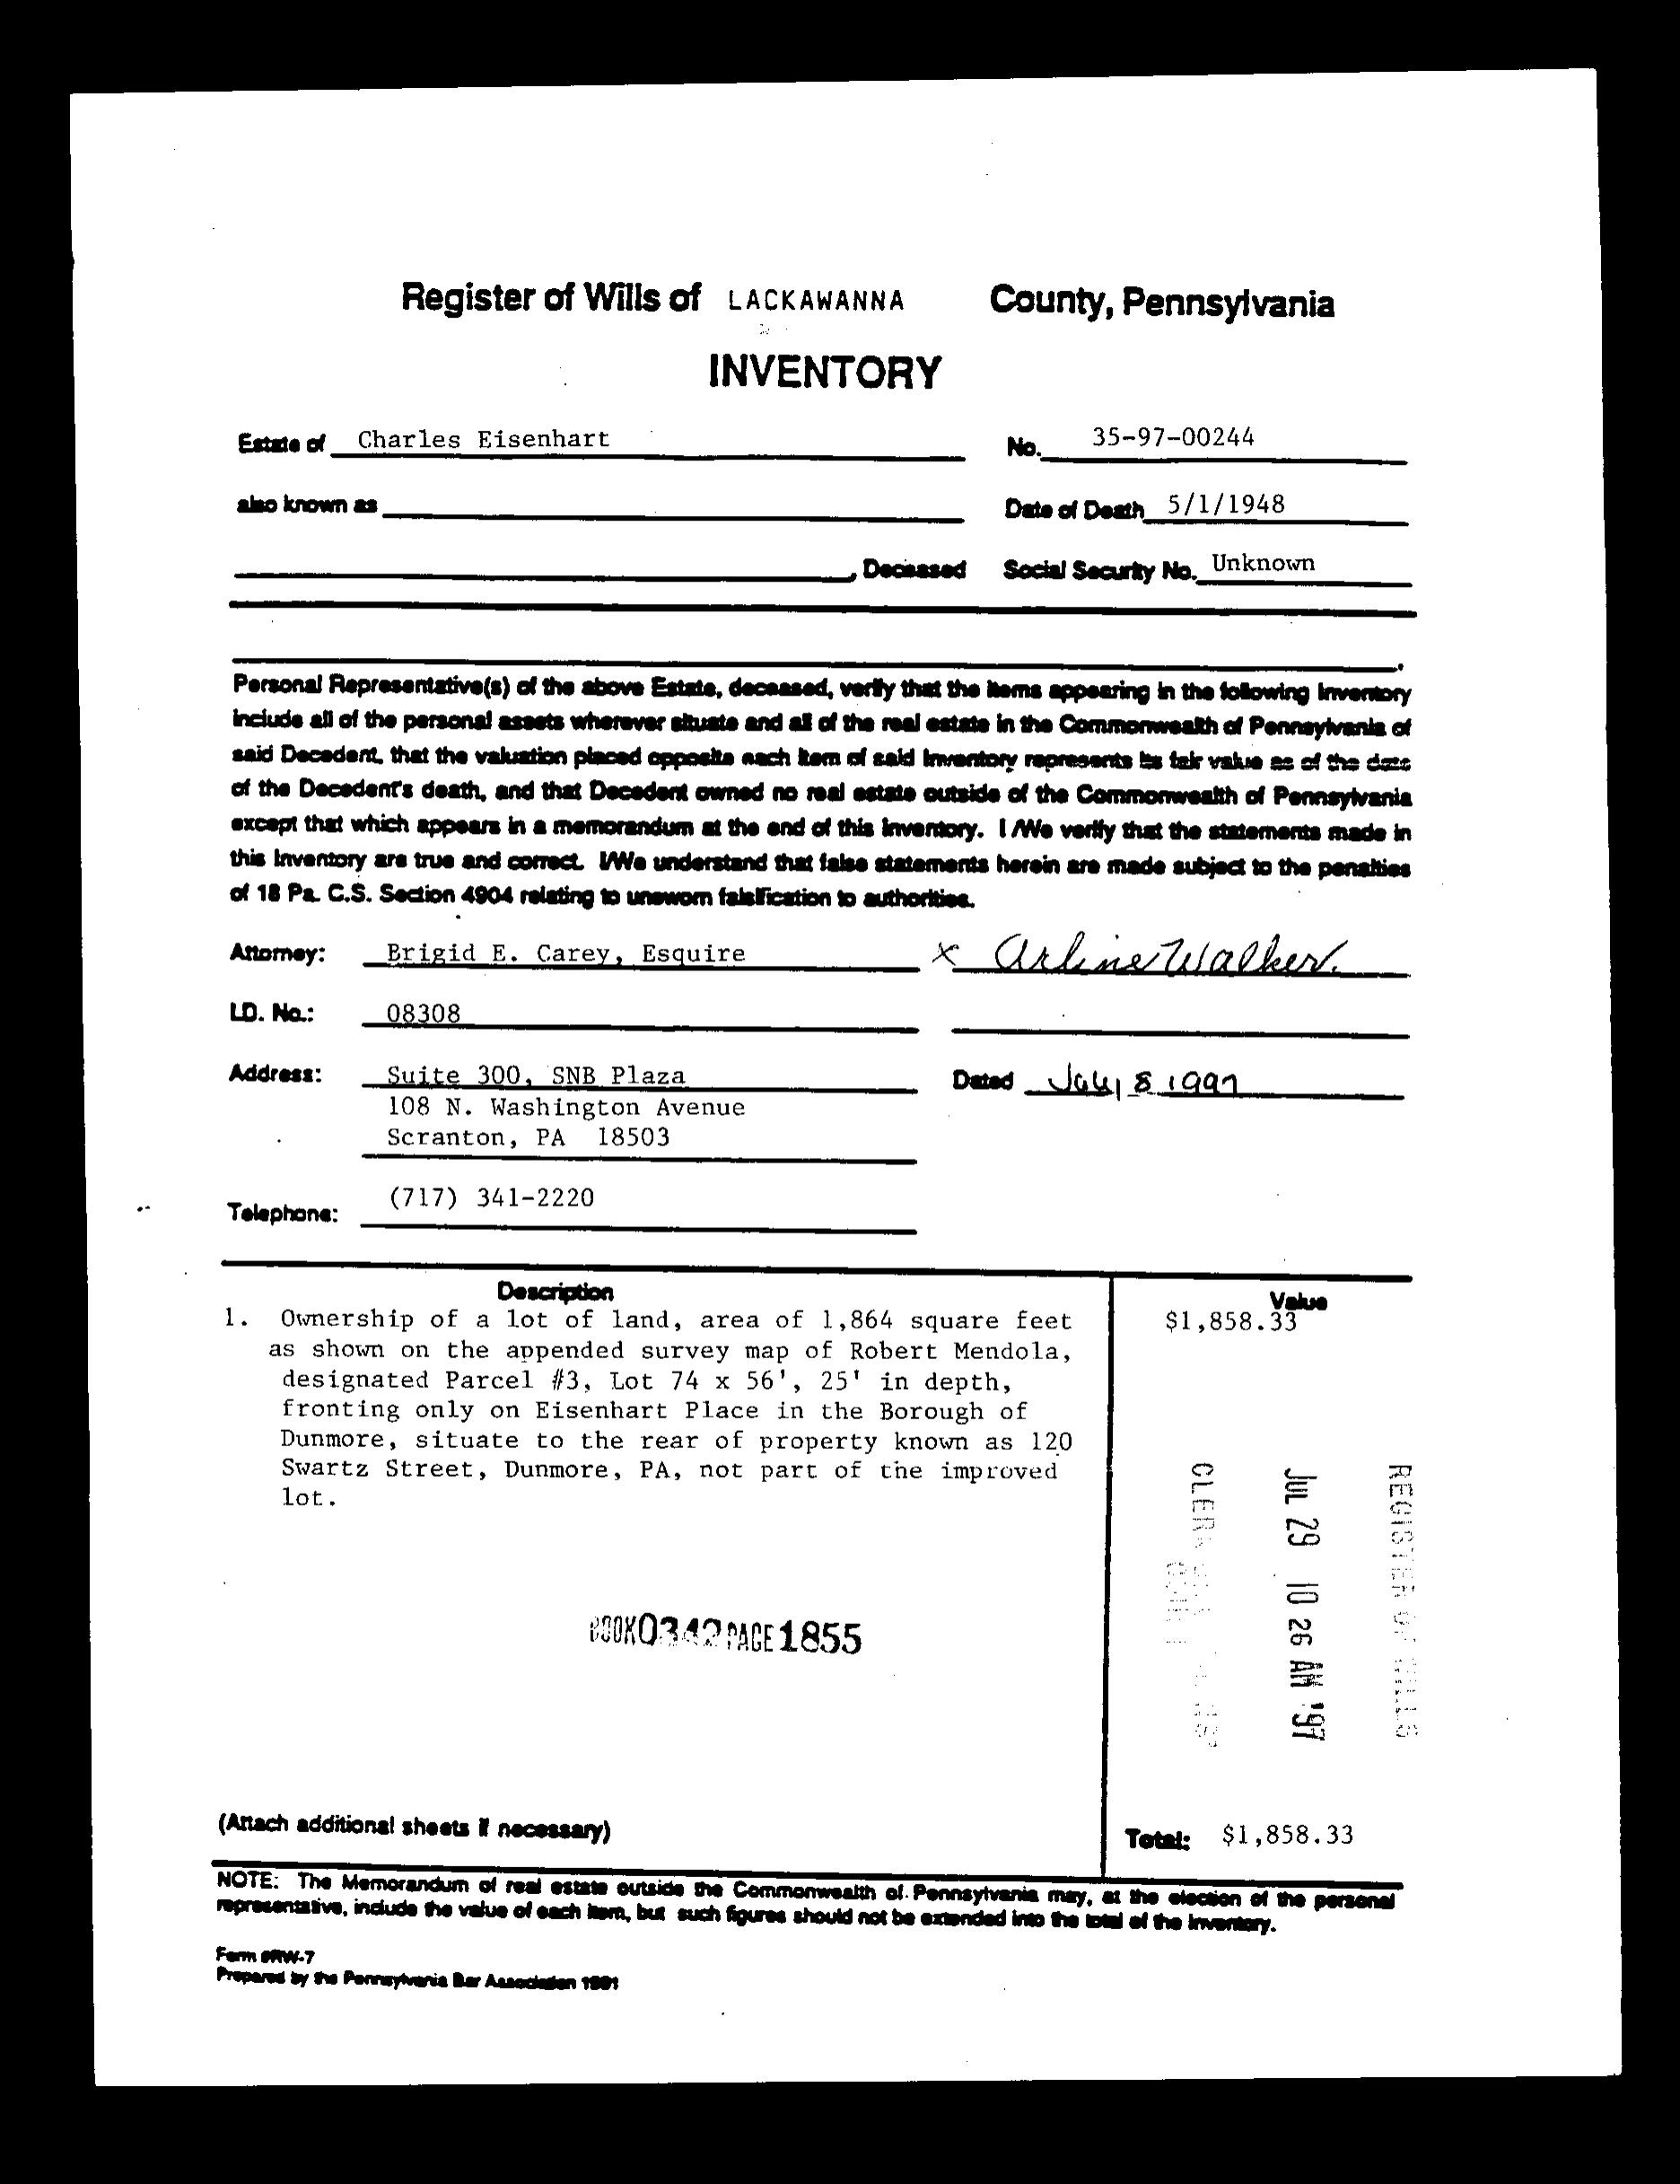 Register of Wills of LACKAWANNA County, Pennsylvania
INVENTORY
Estate of Charles Eisenhart No. 35-97-00244
also known as Date of Death 5/1/1948
, Deceased Social Security No. Unknown
Personal Representative(s) of the above Estate, deceased, verify that the items appearing in the following Inventory
include all of the personal assets wherever situate and all of the real estate in the Commonwealth of Pennsylvania of
said Decedent, that the valuation placed opposite each item of said Inventory represents its fair value as of the date
of the Decedent's death, and that Decedent owned no real estate outside of the Commonwealth of Pennsylvania
except that which appears in a memorandum at the end of this inventory. I/We verify that the statements made in
this Inventory are true and correct. I/We understand that false statements herein are made subject to the penalties
of 18 Pa. C.S. Section 4904 relating to unsworn falsification to authorities.
Attorney: Brigid E. Carey, Esquire x Arline Walker.
I.D. No.: 08308
Address: Suite 300, SNB Plaza Dated July 8 1997
108 N. Washington Avenue
Scranton, PA 18503
Telephone: (717) 341-2220
Description Value
1. Ownership of a lot of land, area of 1,864 square feet $1,858.33
as shown on the appended survey map of Robert Mendola,
designated Parcel #3, Lot 74 x 56', 25' in depth,
fronting only on Eisenhart Place in the Borough of
Dunmore, situate to the rear of property known as 120
Swartz Street, Dunmore, PA, not part of the improved
lot.
REGISTER OF WILLS
JUL 29 10 26 AM '97
BOOK 0342 PAGE 1855
(Attach additional sheets if necessary) Total: $1,858.33
NOTE: The Memorandum of real estate outside the Commonwealth of Pennsylvania may, at the election of the personal
representative, include the value of each item, but such figures should not be extended into the total of the Inventory.
Form #RW-7
Prepared by the Pennsylvania Bar Association 1991